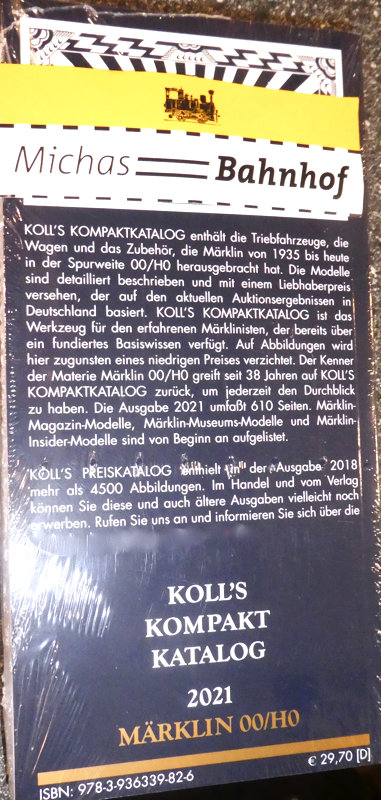 Michas Bahnhof
KOLL'S KOMPAKTKATALOG enthält die Triebfahrzeuge, die
Wagen und das Zubehör, die Märklin von 1935 bis heute
in der Spurweite 00/H0 herausgebracht hat. Die Modelle
sind detailliert beschrieben und mit einem Liebhaberpreis
versehen, der auf den aktuellen Auktionsergebnissen in
Deutschland basiert. KOLL'S KOMPAKTKATALOG ist das
Werkzeug für den erfahrenen Märklinisten, der bereits über
ein fundiertes Basiswissen verfügt. Auf Abbildungen wird
hier zugunsten eines niedrigen Preises verzichtet. Der Kenner
der Materie Märklin 00/H0 greift seit 38 Jahren auf KOLL'S
KOMPAKTKATALOG zurück, um jederzeit den Durchblick
zu haben. Die Ausgabe 2021 umfaßt 610 Seiten. Märklin-
Magazin-Modelle, Märklin-Museums-Modelle und Märklin-
Insider-Modelle sind von Beginn an aufgelistet.
KOLL'S PREISKATALOG enthielt in der Ausgabe 2018
mehr als 4500 Abbildungen. Im Handel und vom Verlag
können Sie diese und auch ältere Ausgaben vielleicht noch
erwerben. Rufen Sie uns an und informieren Sie sich über die
KOLL'S
KOMPAKT
KATALOG
2021
MÄRKLIN 00/H0
€ 29,70 [D]
ISBN: 978-3-936339-82-6